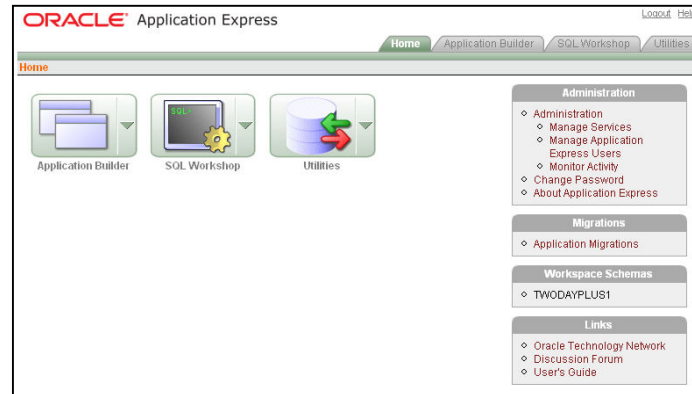 ORACLE Application Express
Logout Help
Home Application Builder SQL Workshop Utilities
Home
SQL>
Application Builder SQL Workshop Utilities
Administration
Administration
Manage Services
Manage Application
Express Users
Monitor Activity
Change Password
About Application Express
Migrations
Application Migrations
Workspace Schemas
TWODAYPLUS1
Links
Oracle Technology Network
Discussion Forum
User's Guide